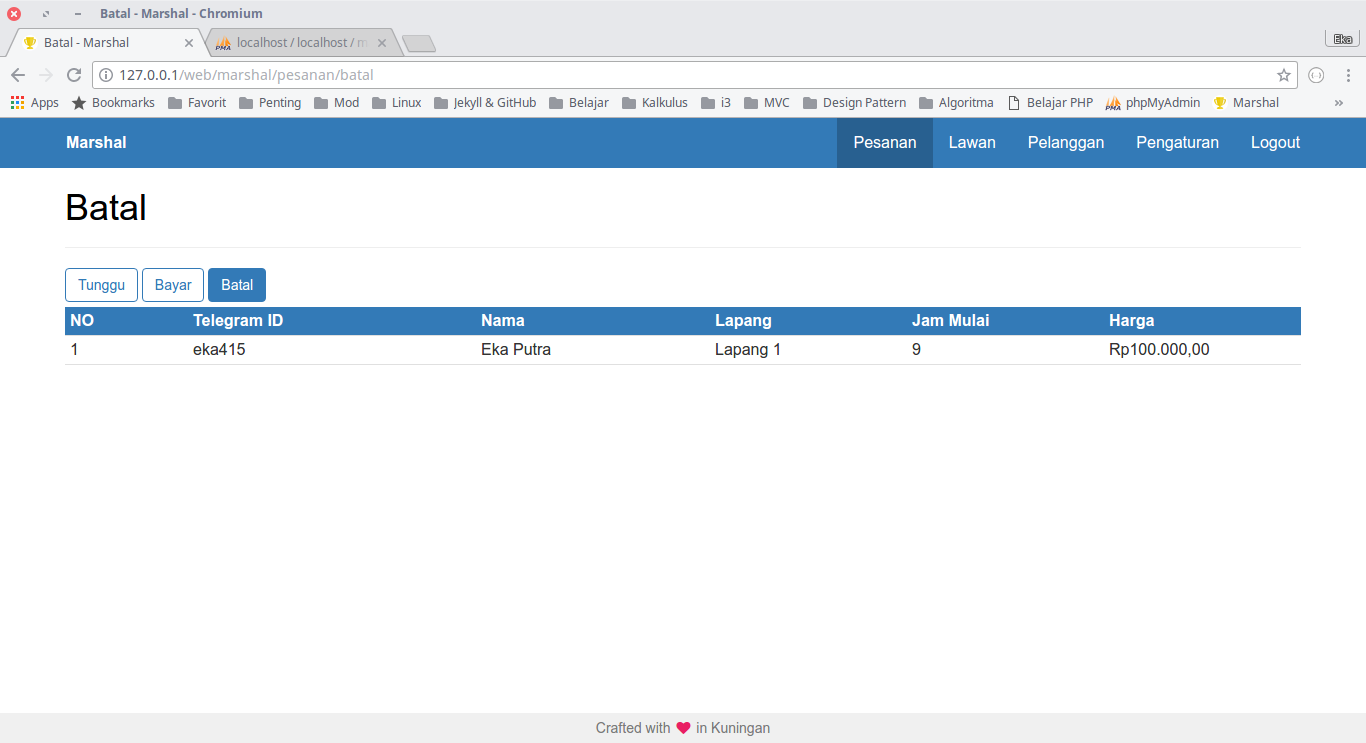 Batal - Marshal - Chromium
Batal - Marshal
localhost / localhost / m
Eka
127.0.0.1/web/marshal/pesanan/batal
Apps Bookmarks Favorit Penting Mod Linux Jekyll & GitHub Belajar Kalkulus i3 MVC Design Pattern Algoritma Belajar PHP phpMyAdmin Marshal »
Marshal Pesanan Lawan Pelanggan Pengaturan Logout
Batal
Tunggu Bayar Batal
NO Telegram ID Nama Lapang Jam Mulai Harga
1 eka415 Eka Putra Lapang 1 9 Rp100.000,00
Crafted with ❤ in Kuningan